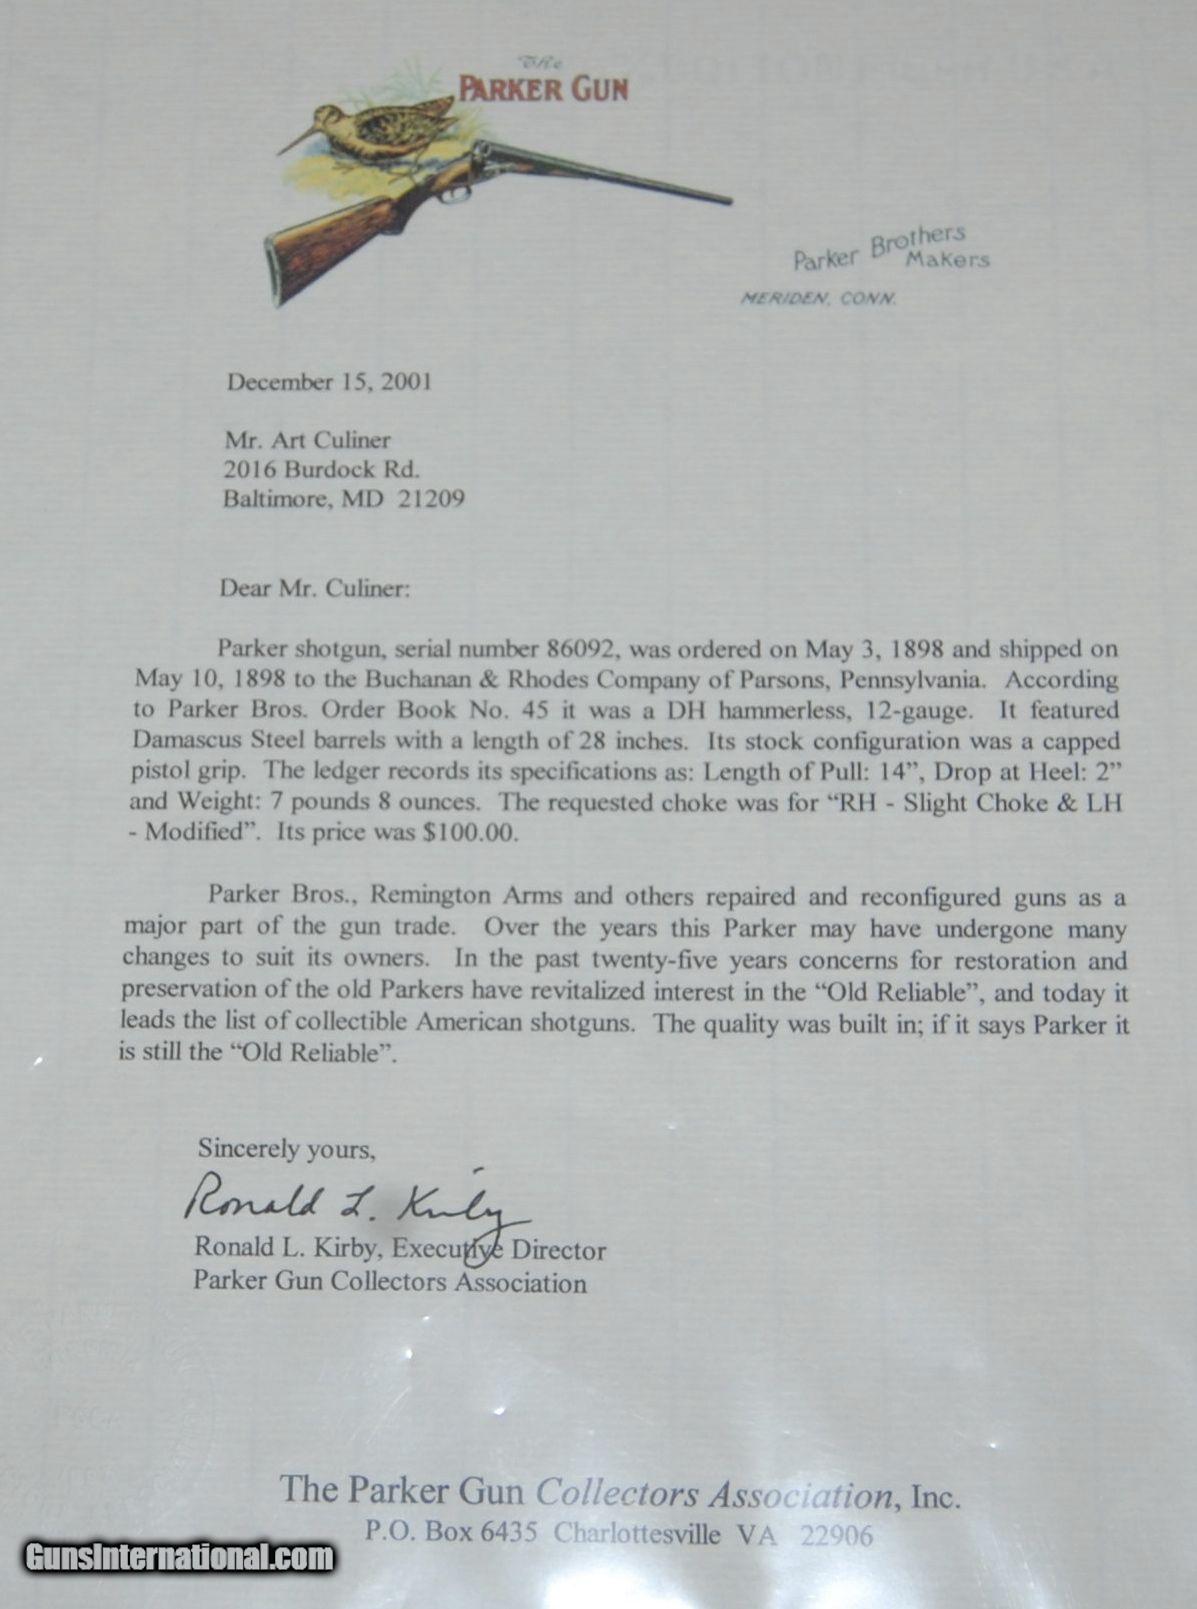 The
PARKER GUN
Parker Brothers
Makers
MERIDEN, CONN.
December 15, 2001
Mr. Art Culiner
2016 Burdock Rd.
Baltimore, MD 21209
Dear Mr. Culiner:
Parker shotgun, serial number 86092, was ordered on May 3, 1898 and shipped on
May 10, 1898 to the Buchanan & Rhodes Company of Parsons, Pennsylvania. According
to Parker Bros. Order Book No. 45 it was a DH hammerless, 12-gauge. It featured
Damascus Steel barrels with a length of 28 inches. Its stock configuration was a capped
pistol grip. The ledger records its specifications as: Length of Pull: 14”, Drop at Heel: 2”
and Weight: 7 pounds 8 ounces. The requested choke was for “RH - Slight Choke & LH
- Modified”. Its price was $100.00.
Parker Bros., Remington Arms and others repaired and reconfigured guns as a
major part of the gun trade. Over the years this Parker may have undergone many
changes to suit its owners. In the past twenty-five years concerns for restoration and
preservation of the old Parkers have revitalized interest in the “Old Reliable”, and today it
leads the list of collectible American shotguns. The quality was built in; if it says Parker it
is still the “Old Reliable”.
Sincerely yours,
Ronald L. Kirby
Ronald L. Kirby, Executive Director
Parker Gun Collectors Association
The Parker Gun Collectors Association, Inc.
P.O. Box 6435 Charlottesville VA 22906
GunsInternational.com